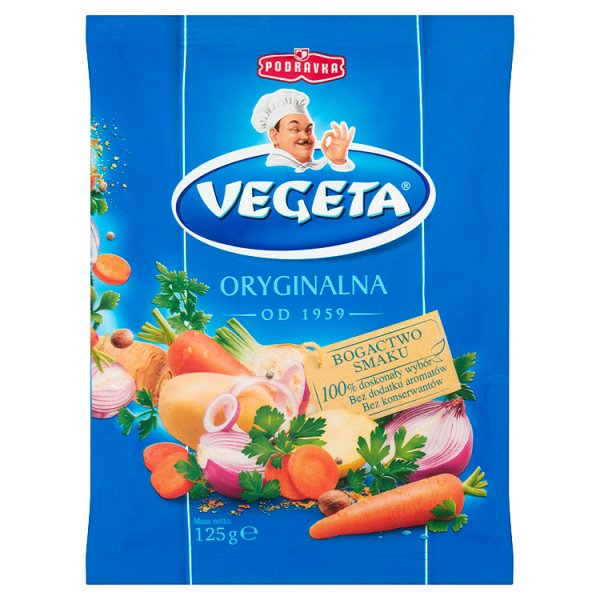 PODRAVKA
VEGETA®
ORYGINALNA
OD 1959
BOGACTWO
SMAKU
100% doskonały wybór
Bez dodatku aromatów
Bez konserwantów
Masa netto:
125g℮